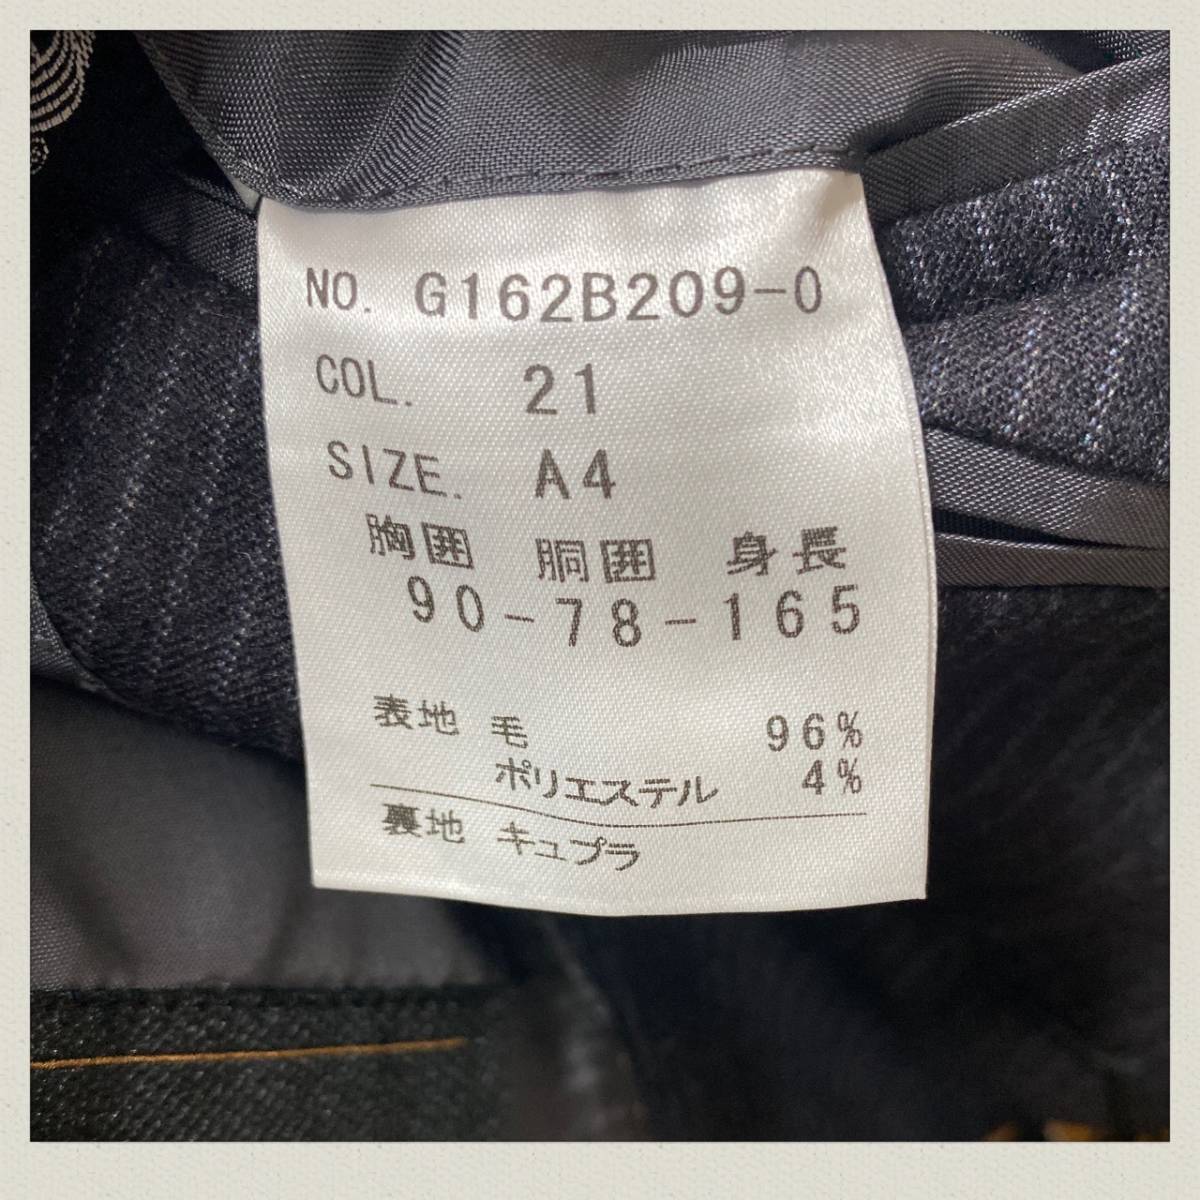 NO. G162B209-0
COL. 21
SIZE. A4
胸囲 胴囲 身長
90-78-165
表地 毛 96%
ポリエステル 4%
裏地 キュプラ